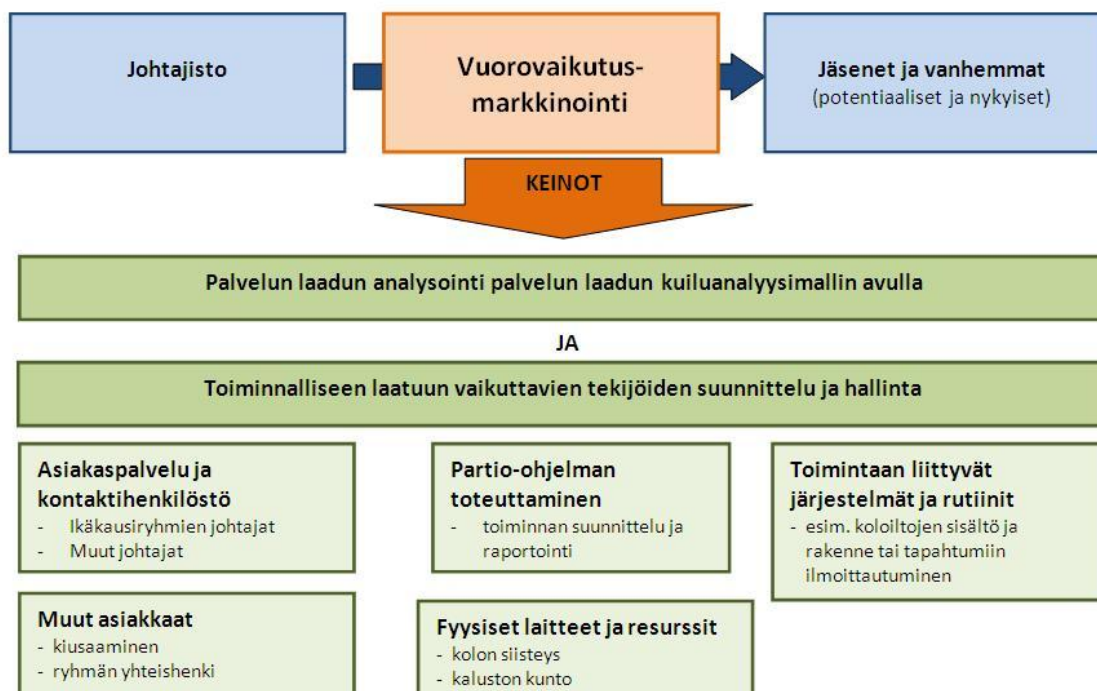 Johtajisto
Vuorovaikutus-
markkinointi
Jäsenet ja vanhemmat
(potentiaaliset ja nykyiset)
KEINOT
Palvelun laadun analysointi palvelun laadun kuiluanalyysimallin avulla
JA
Toiminnalliseen laatuun vaikuttavien tekijöiden suunnittelu ja hallinta
Asiakaspalvelu ja
kontaktihenkilöstö
- Ikäkausiryhmien johtajat
- Muut johtajat
Partio-ohjelman
toteuttaminen
- toiminnan suunnittelu ja
raportointi
Toimintaan liittyvät
järjestelmät ja rutiinit
- esim. koloiltojen sisältö ja
rakenne tai tapahtumiin
ilmoittautuminen
Muut asiakkaat
- kiusaaminen
- ryhmän yhteishenki
Fyysiset laitteet ja resurssit
- kolon siisteys
- kaluston kunto